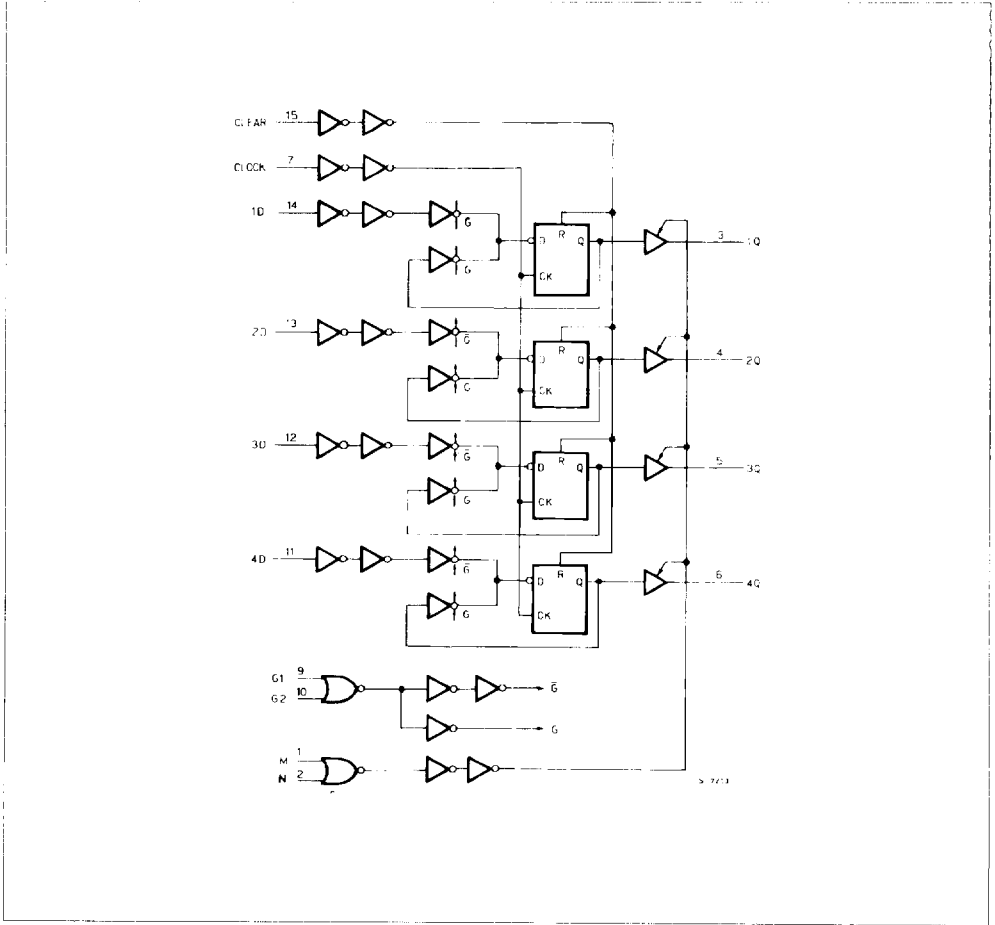 CLEAR 15
CLOCK 7
1D 14
G
R
D Q
3 1Q
G
CK
2D 13
G̅
R
D Q
4 2Q
G
CK
3D 12
G̅
R
D Q
5 3Q
G
CK
4D 11
G̅
R
D Q
6 4Q
G
CK
G1 9
G2 10
G̅
G
M 1
N 2